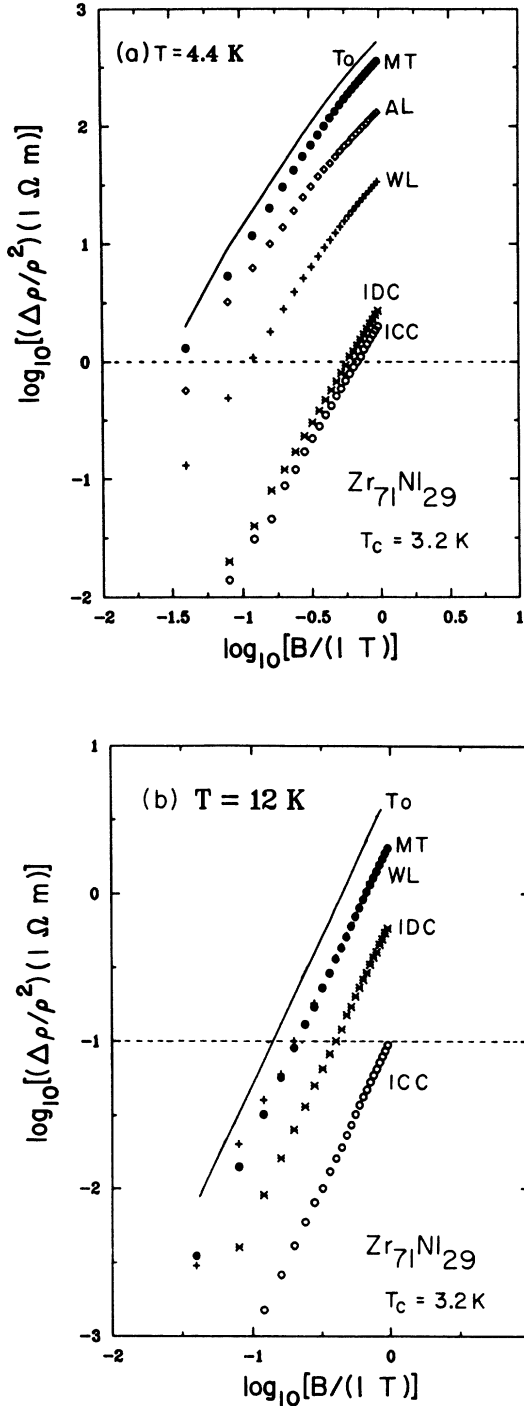 (a) T = 4.4 K
To
MT
AL
WL
IDC
ICC
Zr71NI29
Tc = 3.2 K
3
2
1
0
-1
-2
-2 -1.5 -1 -0.5 0 0.5 1
log10[(Δρ/ρ²)(1 Ω m)]
log10[B/(1 T)]
(b) T = 12 K
To
MT
WL
IDC
ICC
Zr71NI29
Tc = 3.2 K
1
0
-1
-2
-3
-2 -1 0
log10[(Δρ/ρ²)(1 Ω m)]
log10[B/(1 T)]